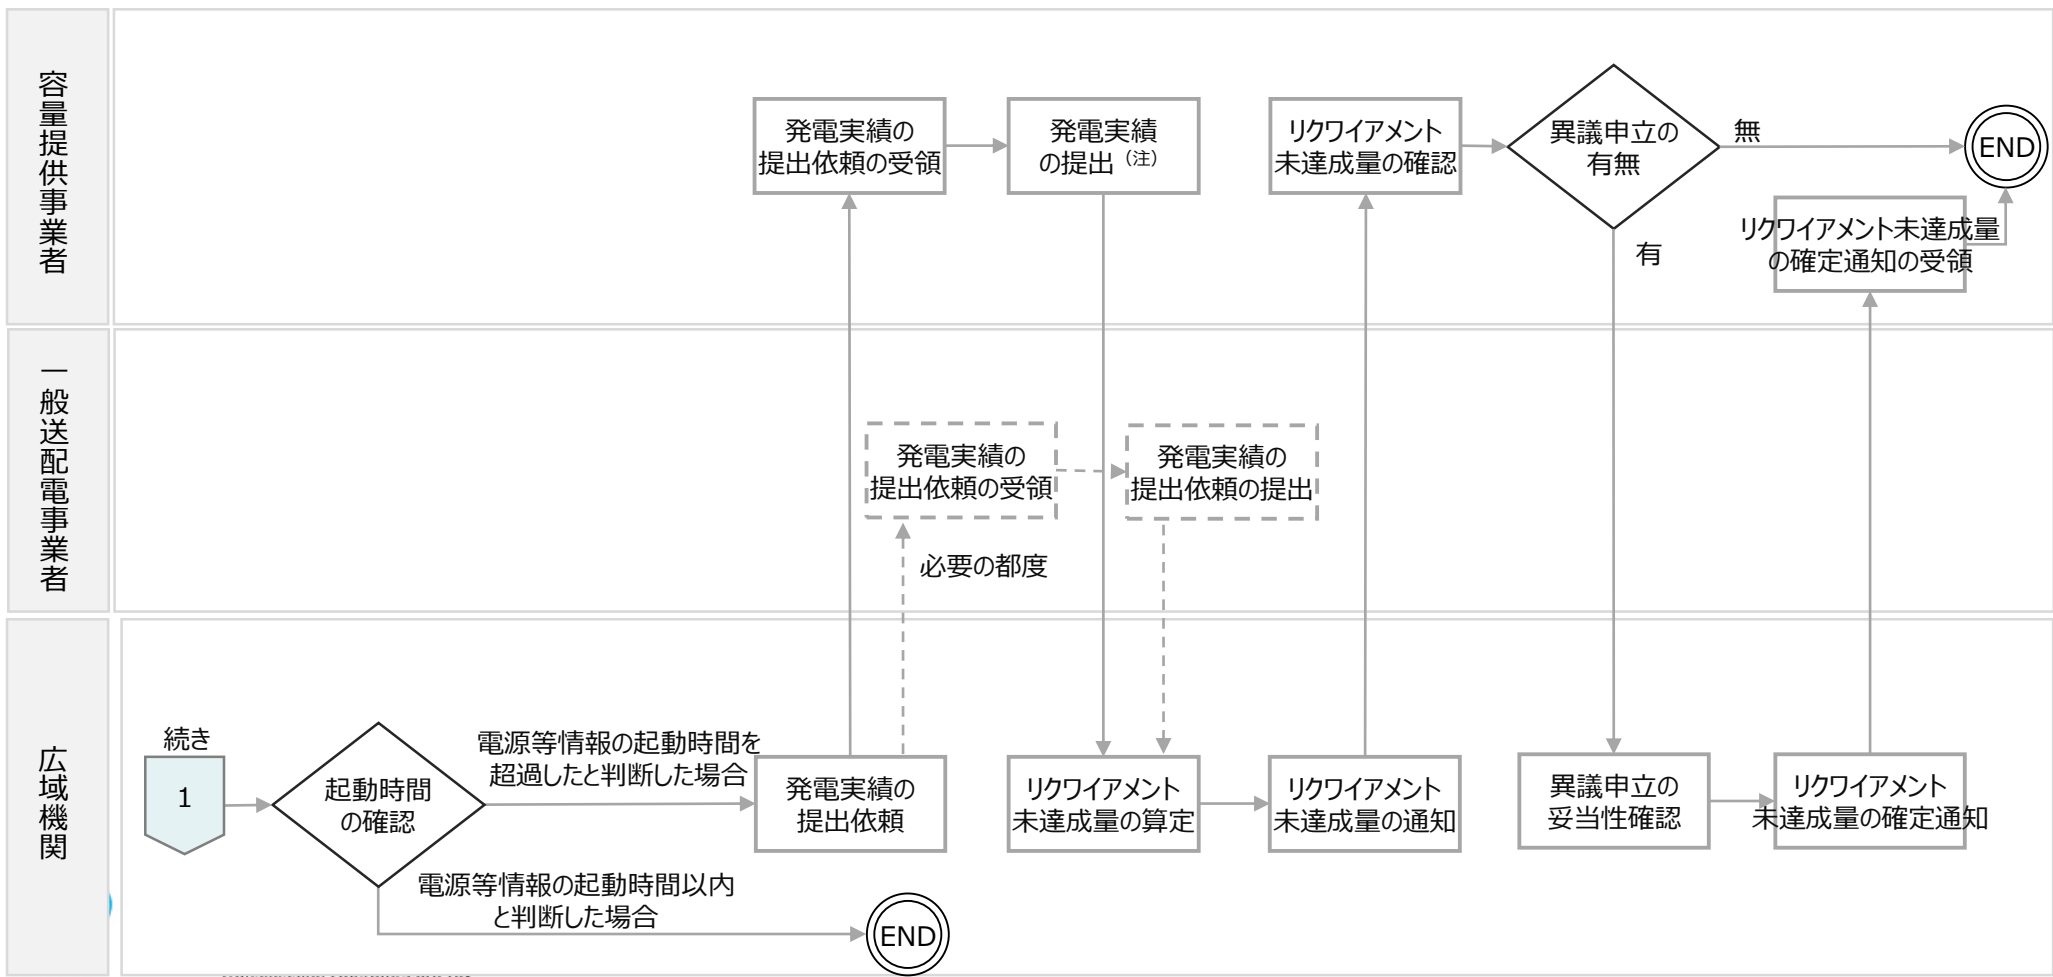 容量提供事業者
発電実績の
提出依頼の受領
発電実績
の提出（注）
リクワイアメント
未達成量の確認
異議申立の
有無
無
END
有
リクワイアメント未達成量
の確定通知の受領
一般送配電事業者
発電実績の
提出依頼の受領
発電実績の
提出依頼の提出
必要の都度
広域機関
続き
1
起動時間
の確認
電源等情報の起動時間を
超過したと判断した場合
発電実績の
提出依頼
リクワイアメント
未達成量の算定
リクワイアメント
未達成量の通知
異議申立の
妥当性確認
リクワイアメント
未達成量の確定通知
電源等情報の起動時間以内
と判断した場合
END